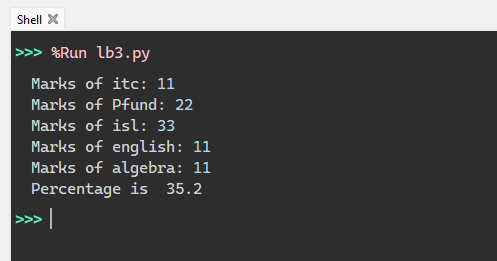 Shell
>>> %Run lb3.py
Marks of itc: 11
Marks of Pfund: 22
Marks of isl: 33
Marks of english: 11
Marks of algebra: 11
Percentage is  35.2
>>>